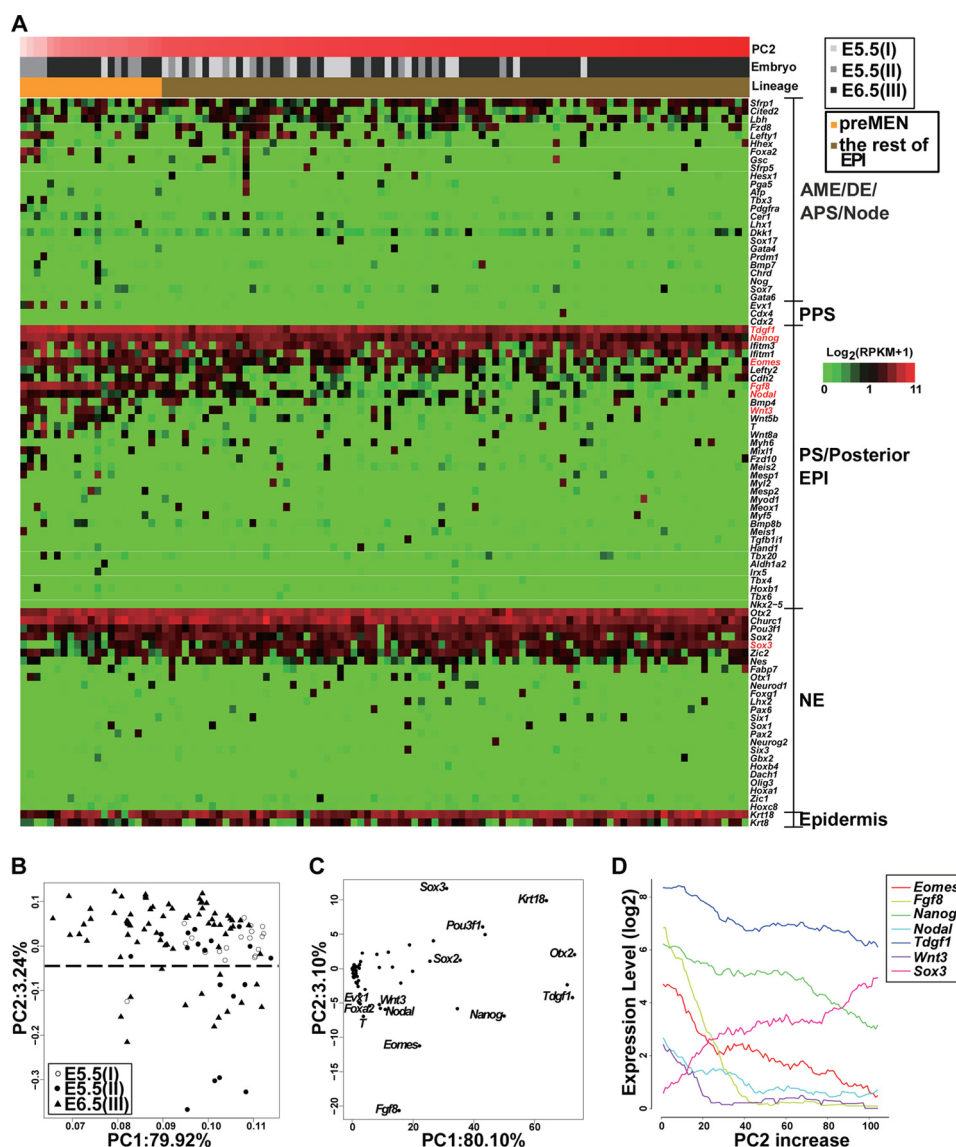 A
PC2
Embryo
Lineage
E5.5(I)
E5.5(II)
E6.5(III)
preMEN
the rest of
EPI
Sfrp1
Cited2
Lbh
Fzd8
Lefty1
Hhex
Foxa2
Gsc
Sfrp5
Hesx1
Pga5
Afp
Tbx3
Pdgfra
Cer1
Lhx1
Dkk1
Sox17
Gata4
Prdm1
Bmp7
Chrd
Nog
Sox7
Gata6
Evx1
Cdx4
Cdx2
Tdgf1
Nanog
Ifitm3
Ifitm1
Eomes
Lefty2
Cdh2
Fgf8
Nodal
Bmp4
Wnt3
Wnt5b
T
Wnt8a
Myh6
Mixl1
Fzd10
Meis2
Mesp1
Myl2
Mesp2
Myod1
Meox1
Myf5
Bmp8b
Meis1
Tgfb1i1
Hand1
Tbx20
Aldh1a2
Irx5
Tbx4
Hoxb1
Tbx6
Nkx2-5
Otx2
Churc1
Pou3f1
Sox2
Sox3
Zic2
Nes
Fabp7
Otx1
Neurod1
Foxg1
Lhx2
Pax6
Six1
Sox1
Pax2
Neurog2
Six3
Gbx2
Hoxb4
Dach1
Olig3
Hoxa1
Zic1
Hoxc8
Krt18
Krt8
AME/DE/
APS/Node
PPS
PS/Posterior
EPI
NE
Epidermis
Log2(RPKM+1)
0 1 11
B
PC2:3.24%
0.1
0.0
-0.1
-0.2
-0.3
E5.5(I)
E5.5(II)
E6.5(III)
0.07 0.08 0.09 0.10 0.11
PC1:79.92%
C
PC2:3.10%
10
5
0
-5
-10
-15
-20
Sox3
Krt18
Pou3f1
Sox2
Otx2
Evx1
Wnt3
Foxa2
Nodal
T
Tdgf1
Nanog
Eomes
Fgf8
0 20 40 60
PC1:80.10%
D
Expression Level (log2)
8
6
4
2
0
0 20 40 60 80 100
PC2 increase
Eomes
Fgf8
Nanog
Nodal
Tdgf1
Wnt3
Sox3